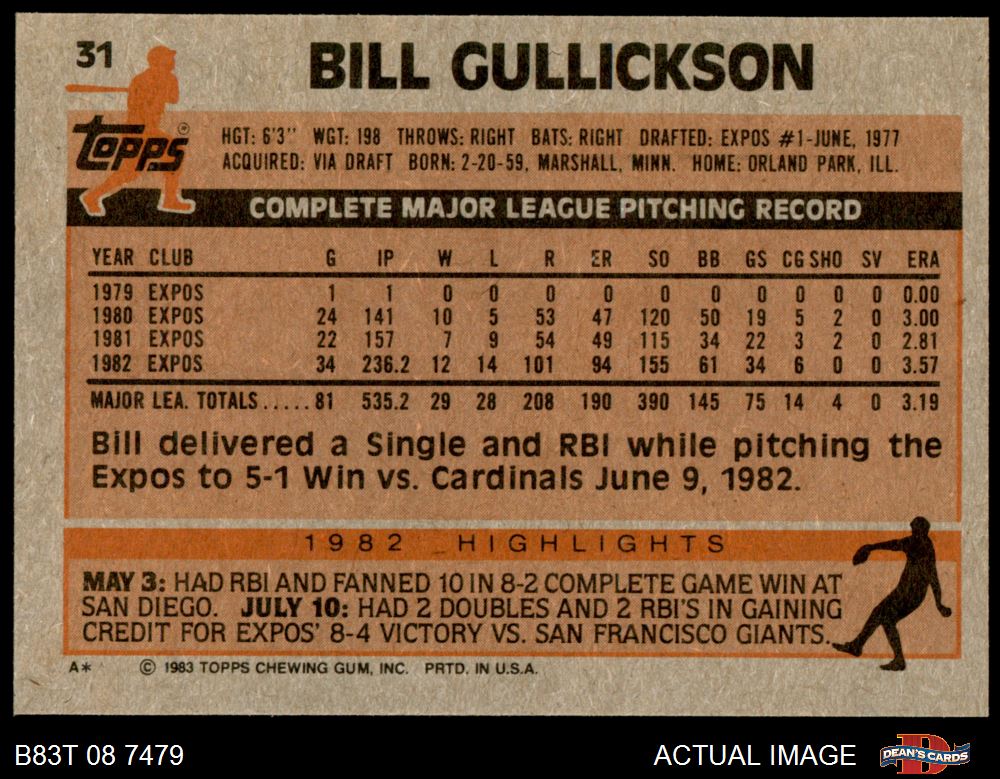 31
BILL GULLICKSON
Topps ®
HGT: 6'3" WGT: 198 THROWS: RIGHT BATS: RIGHT DRAFTED: EXPOS #1-JUNE, 1977
ACQUIRED: VIA DRAFT BORN: 2-20-59, MARSHALL, MINN. HOME: ORLAND PARK, ILL.
COMPLETE MAJOR LEAGUE PITCHING RECORD
YEAR CLUB G IP W L R ER SO BB GS CG SHO SV ERA
1979 EXPOS 1 1 0 0 0 0 0 0 0 0 0 0 0.00
1980 EXPOS 24 141 10 5 53 47 120 50 19 5 2 0 3.00
1981 EXPOS 22 157 7 9 54 49 115 34 22 3 2 0 2.81
1982 EXPOS 34 236.2 12 14 101 94 155 61 34 6 0 0 3.57
MAJOR LEA. TOTALS.....81 535.2 29 28 208 190 390 145 75 14 4 0 3.19
Bill delivered a Single and RBI while pitching the
Expos to 5-1 Win vs. Cardinals June 9, 1982.
1982 HIGHLIGHTS
MAY 3: HAD RBI AND FANNED 10 IN 8-2 COMPLETE GAME WIN AT
SAN DIEGO. JULY 10: HAD 2 DOUBLES AND 2 RBI'S IN GAINING
CREDIT FOR EXPOS' 8-4 VICTORY VS. SAN FRANCISCO GIANTS.
A* © 1983 TOPPS CHEWING GUM, INC. PRTD. IN U.S.A.
B83T 08 7479
ACTUAL IMAGE
D
DEAN'S CARDS